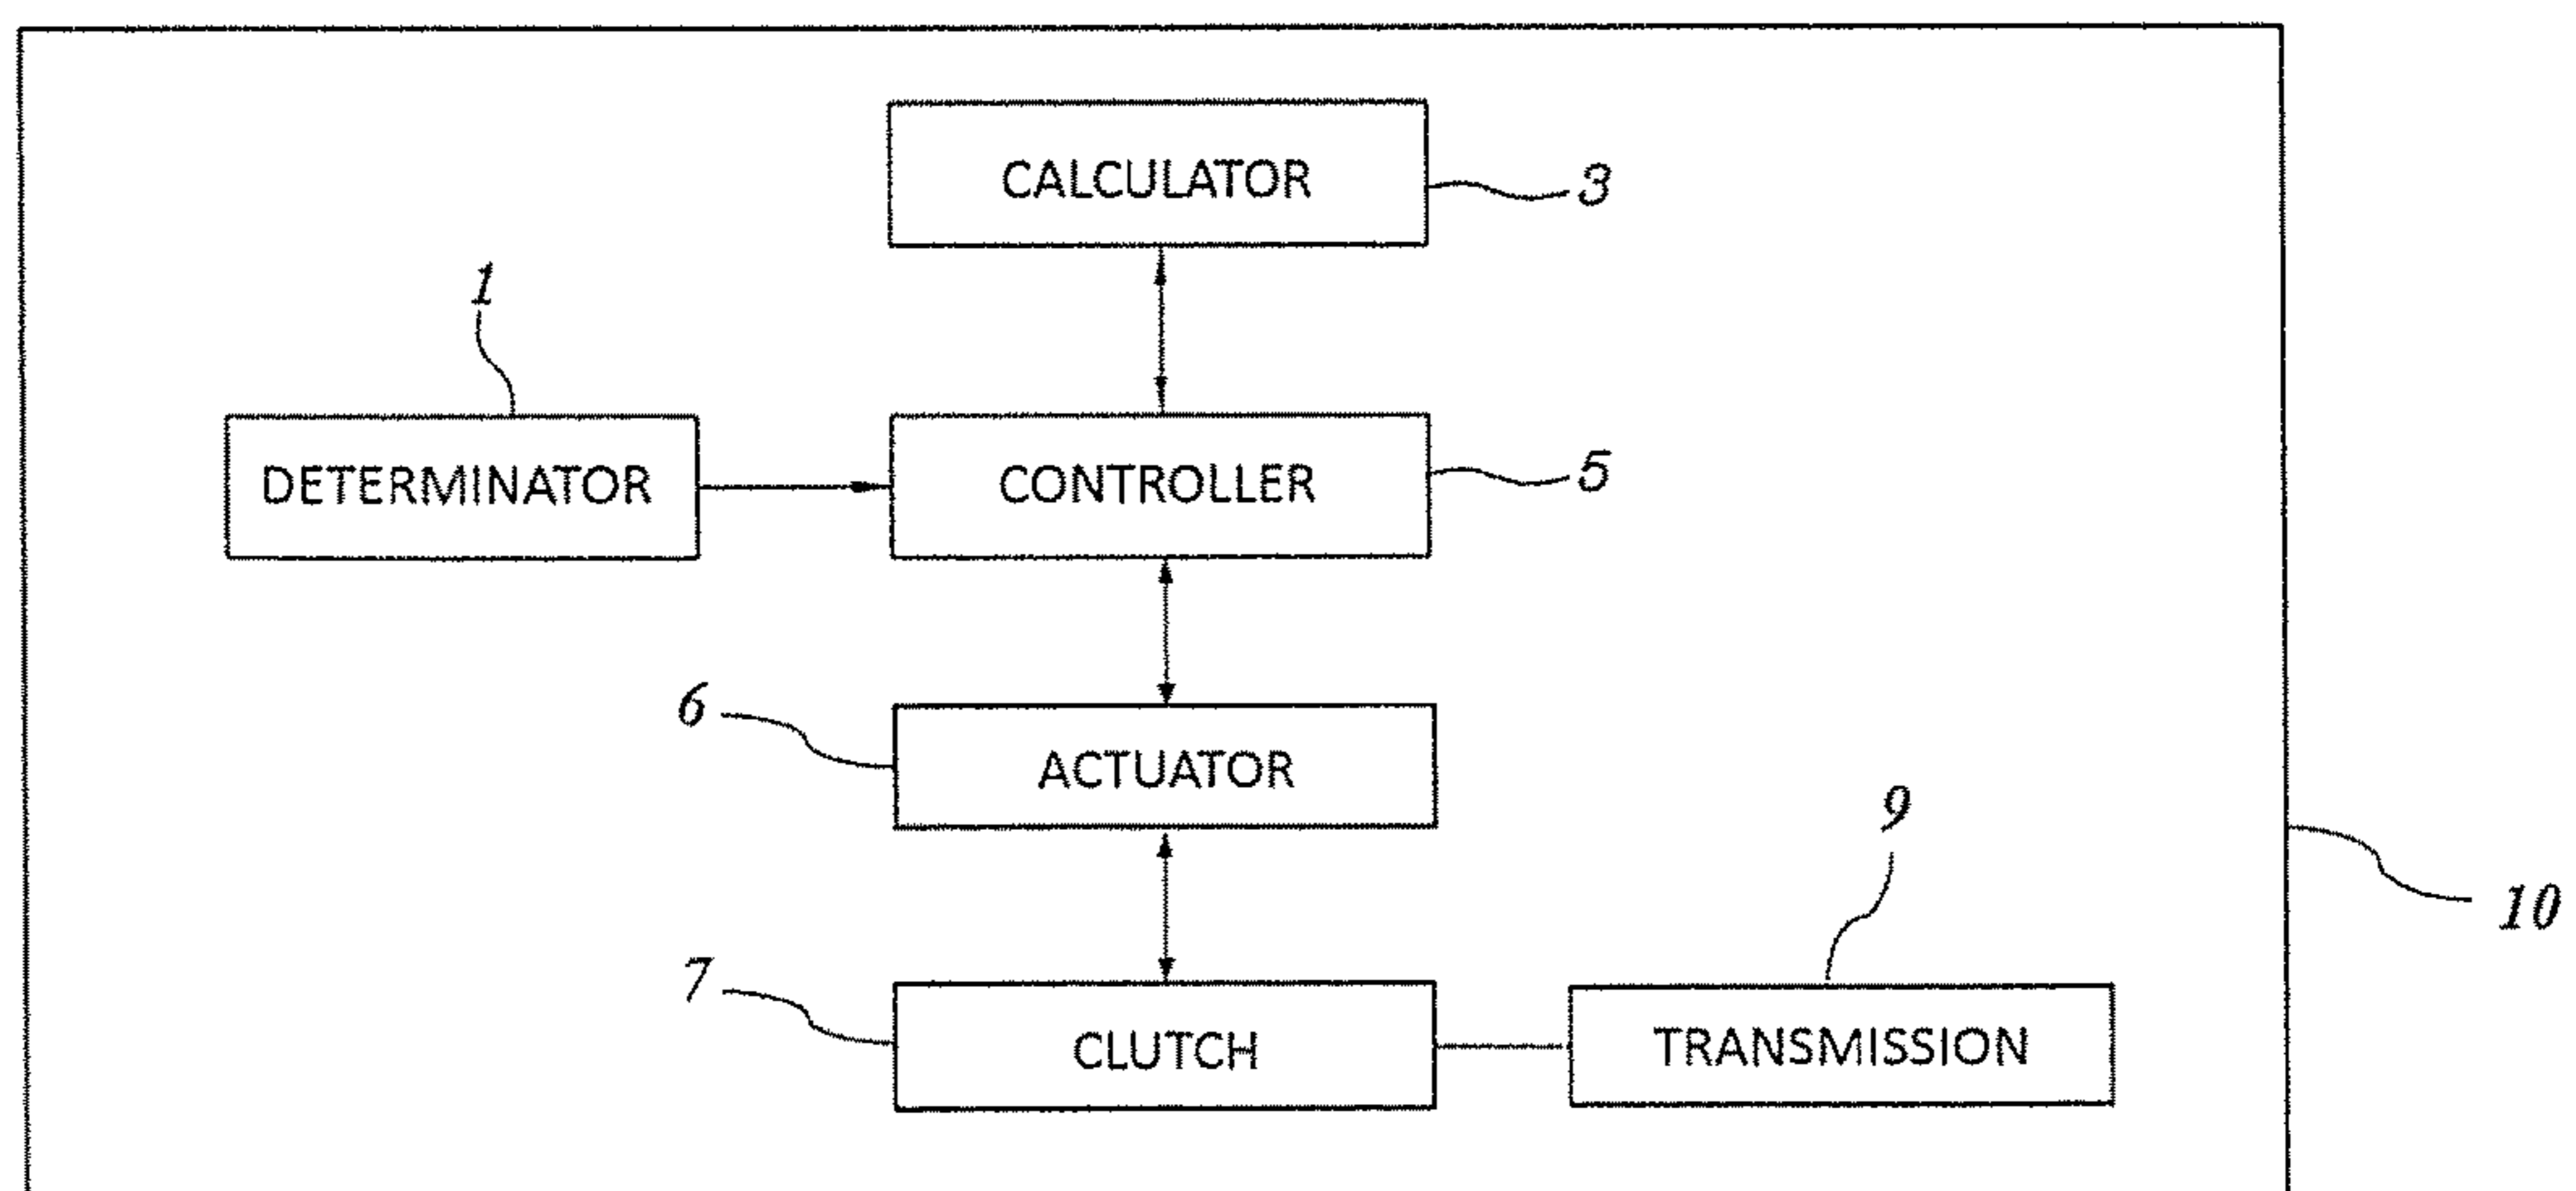 CALCULATOR
3
1
DETERMINATOR
CONTROLLER
5
6
ACTUATOR
9
10
7
CLUTCH
TRANSMISSION